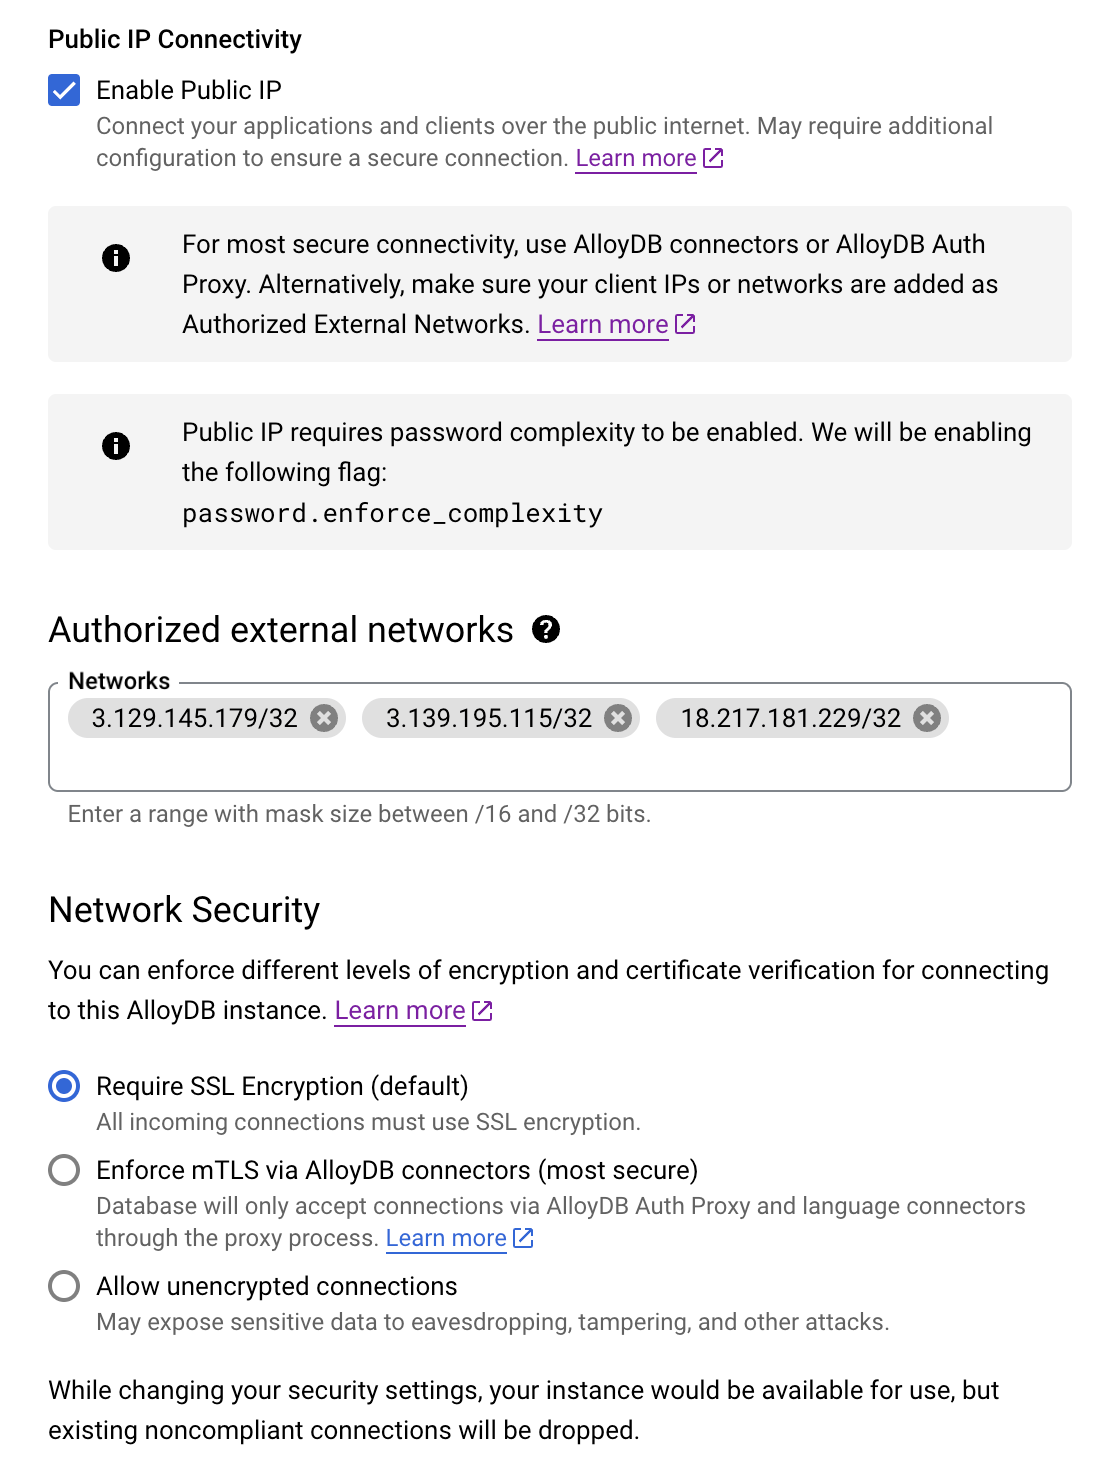 Public IP Connectivity
Enable Public IP
Connect your applications and clients over the public internet. May require additional
configuration to ensure a secure connection. Learn more
For most secure connectivity, use AlloyDB connectors or AlloyDB Auth
Proxy. Alternatively, make sure your client IPs or networks are added as
Authorized External Networks. Learn more
Public IP requires password complexity to be enabled. We will be enabling
the following flag:
password.enforce_complexity
Authorized external networks
Networks
3.129.145.179/32 3.139.195.115/32 18.217.181.229/32
Enter a range with mask size between /16 and /32 bits.
Network Security
You can enforce different levels of encryption and certificate verification for connecting
to this AlloyDB instance. Learn more
Require SSL Encryption (default)
All incoming connections must use SSL encryption.
Enforce mTLS via AlloyDB connectors (most secure)
Database will only accept connections via AlloyDB Auth Proxy and language connectors
through the proxy process. Learn more
Allow unencrypted connections
May expose sensitive data to eavesdropping, tampering, and other attacks.
While changing your security settings, your instance would be available for use, but
existing noncompliant connections will be dropped.